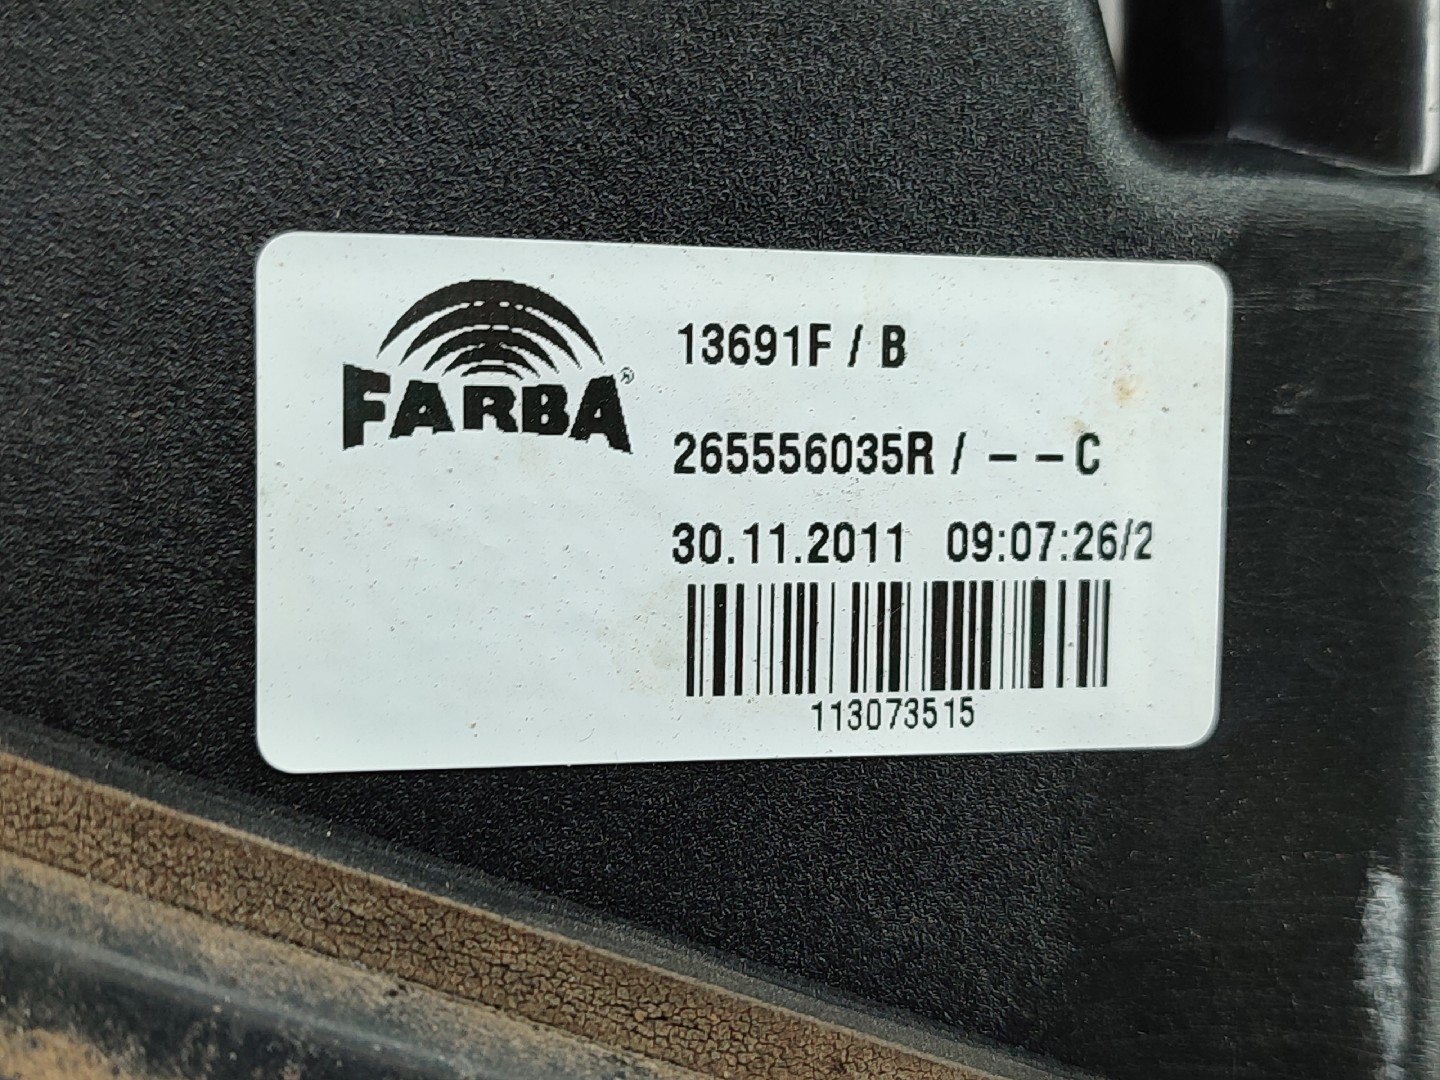 FARBA®
13691F / B
265556035R / – – C
30.11.2011 09:07:26/2
113073515